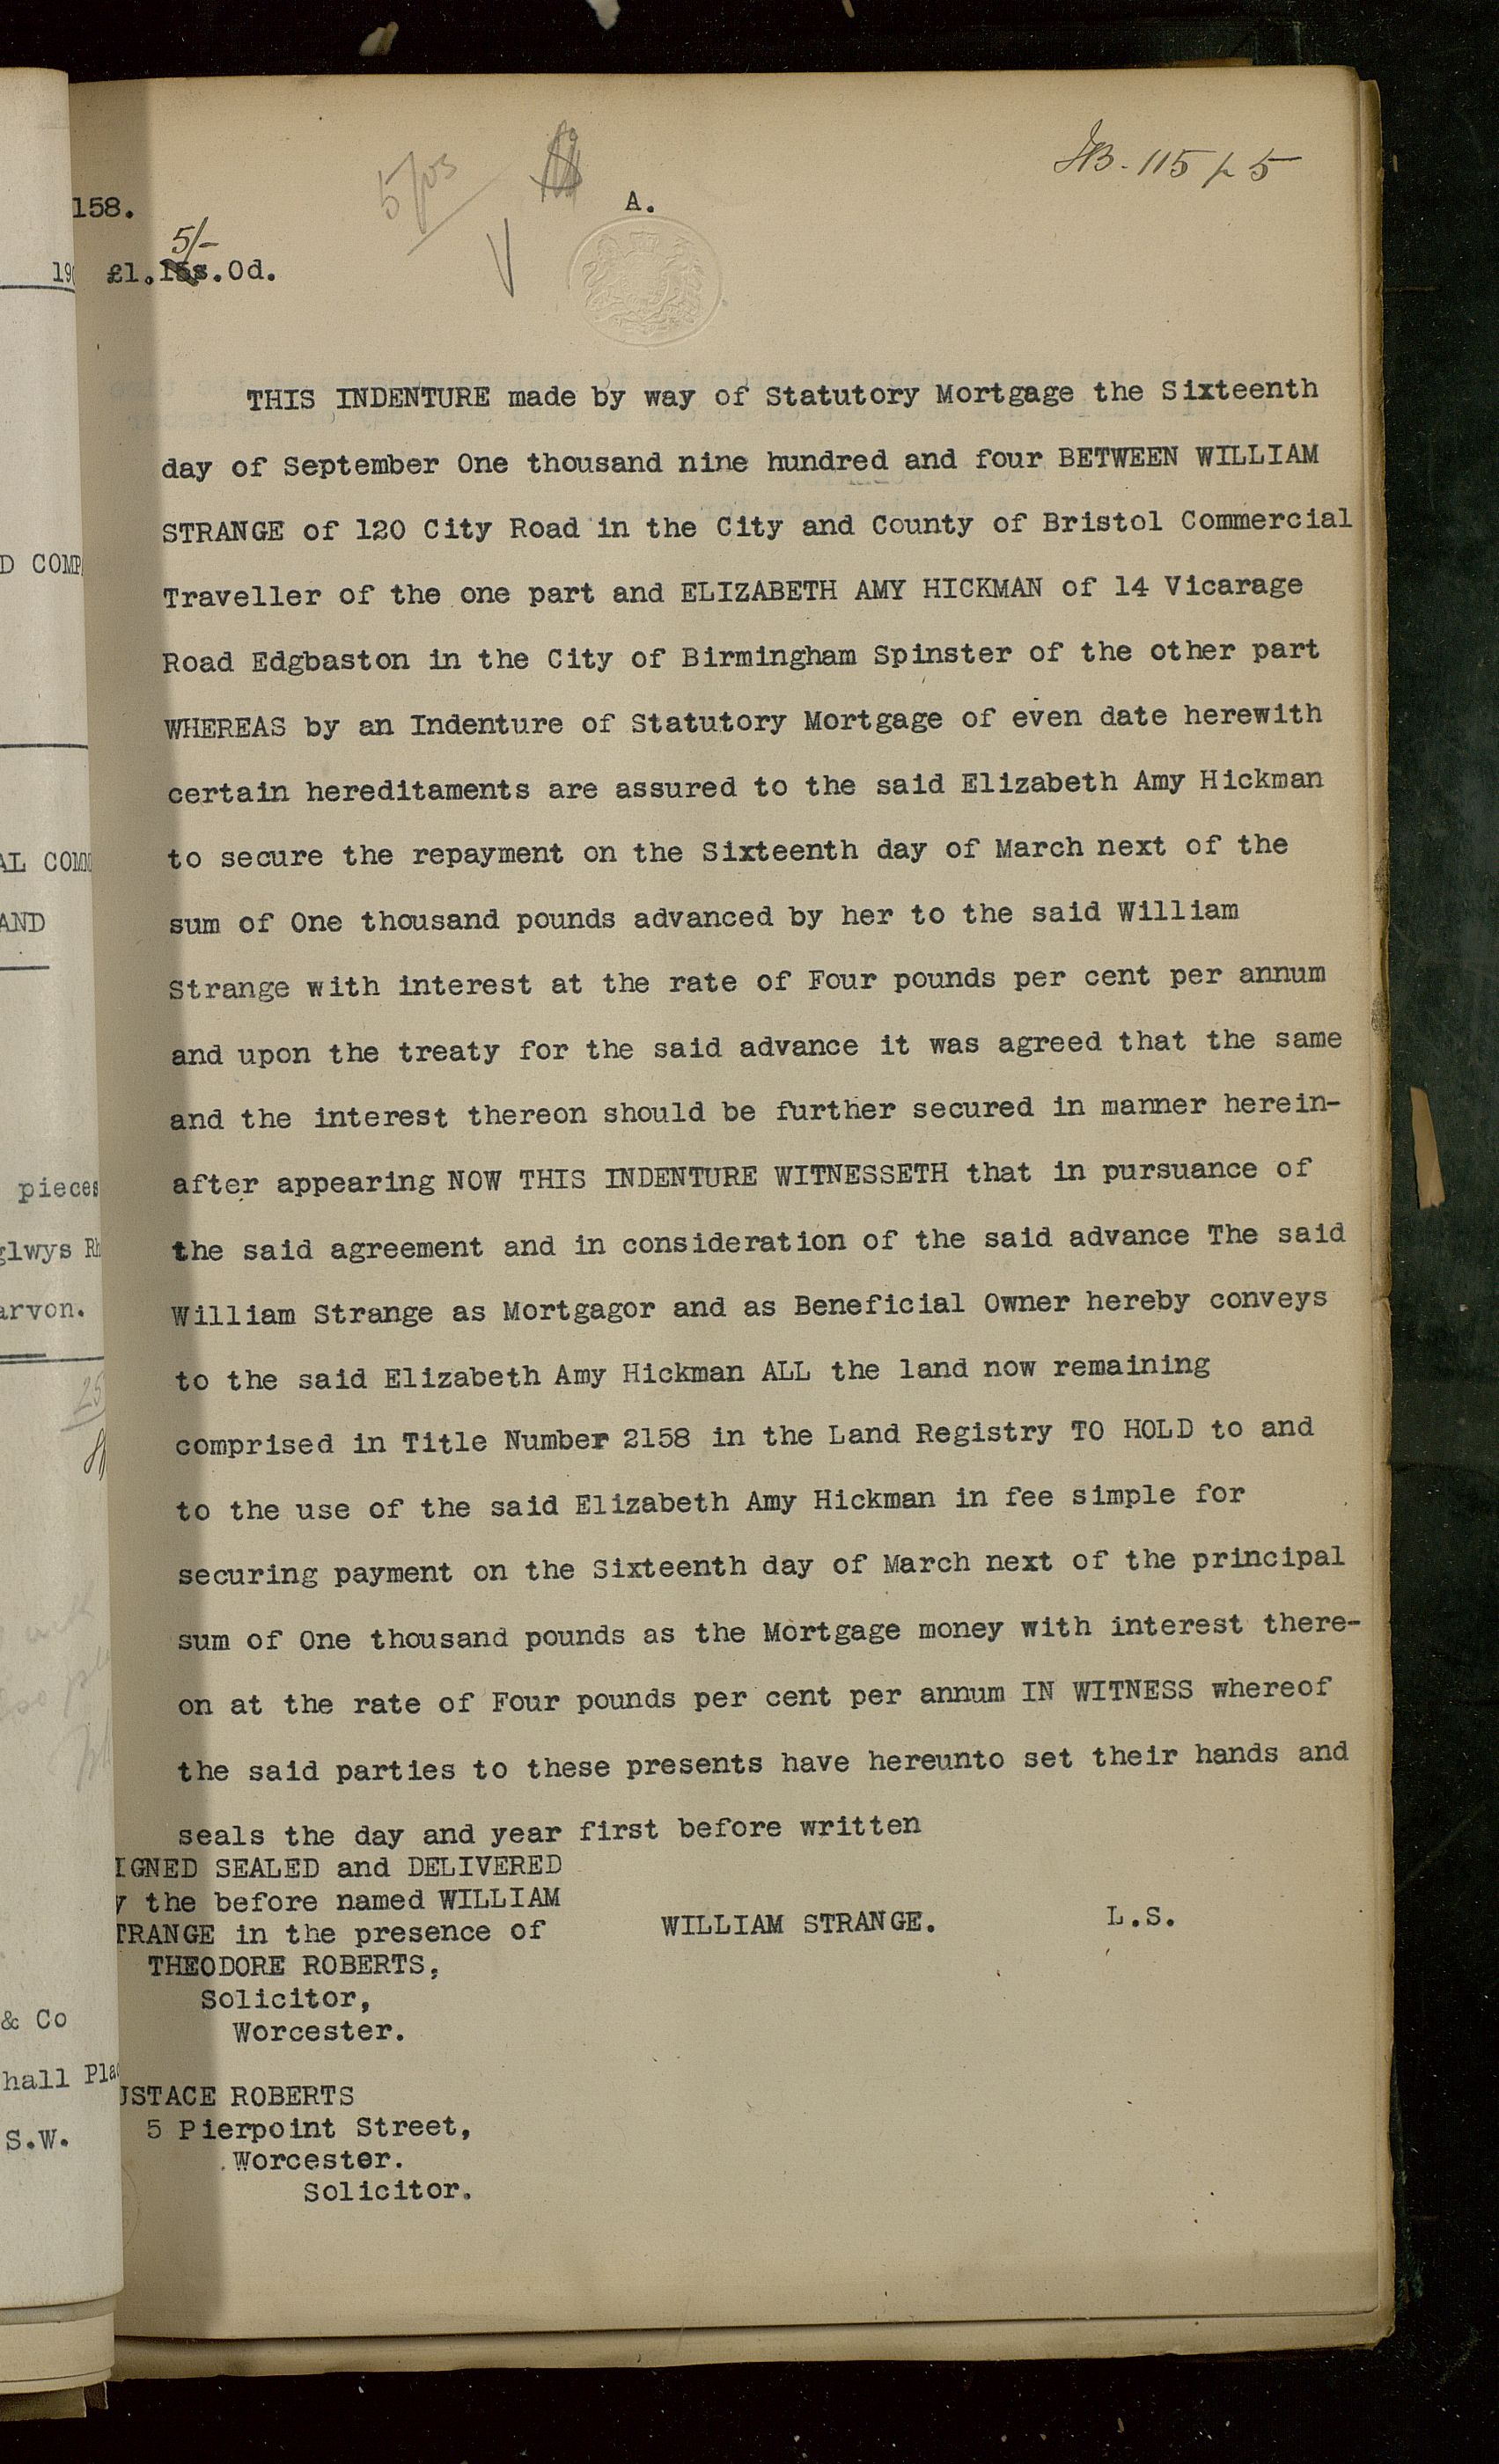 158.
A.
5/-
£1.15s.0d.
THIS INDENTURE made by way of Statutory Mortgage the Sixteenth
day of September One thousand nine hundred and four BETWEEN WILLIAM
STRANGE of 120 City Road in the City and County of Bristol Commercial
Traveller of the one part and ELIZABETH AMY HICKMAN of 14 Vicarage
Road Edgbaston in the City of Birmingham Spinster of the other part
WHEREAS by an Indenture of Statutory Mortgage of even date herewith
certain hereditaments are assured to the said Elizabeth Amy Hickman
to secure the repayment on the Sixteenth day of March next of the
sum of One thousand pounds advanced by her to the said William
Strange with interest at the rate of Four pounds per cent per annum
and upon the treaty for the said advance it was agreed that the same
and the interest thereon should be further secured in manner herein-
after appearing NOW THIS INDENTURE WITNESSETH that in pursuance of
the said agreement and in consideration of the said advance The said
William Strange as Mortgagor and as Beneficial Owner hereby conveys
to the said Elizabeth Amy Hickman ALL the land now remaining
comprised in Title Number 2158 in the Land Registry TO HOLD to and
to the use of the said Elizabeth Amy Hickman in fee simple for
securing payment on the Sixteenth day of March next of the principal
sum of One thousand pounds as the Mortgage money with interest there-
on at the rate of Four pounds per cent per annum IN WITNESS whereof
the said parties to these presents have hereunto set their hands and
seals the day and year first before written
IGNED SEALED and DELIVERED
y the before named WILLIAM
TRANGE in the presence of
WILLIAM STRANGE. L.S.
THEODORE ROBERTS,
Solicitor,
Worcester.
USTACE ROBERTS
5 Pierpoint Street,
Worcester.
Solicitor.
D COMP
AL COMM
AND
pieces
glwys Rh
arvon.
& Co
hall Plac
S.W.